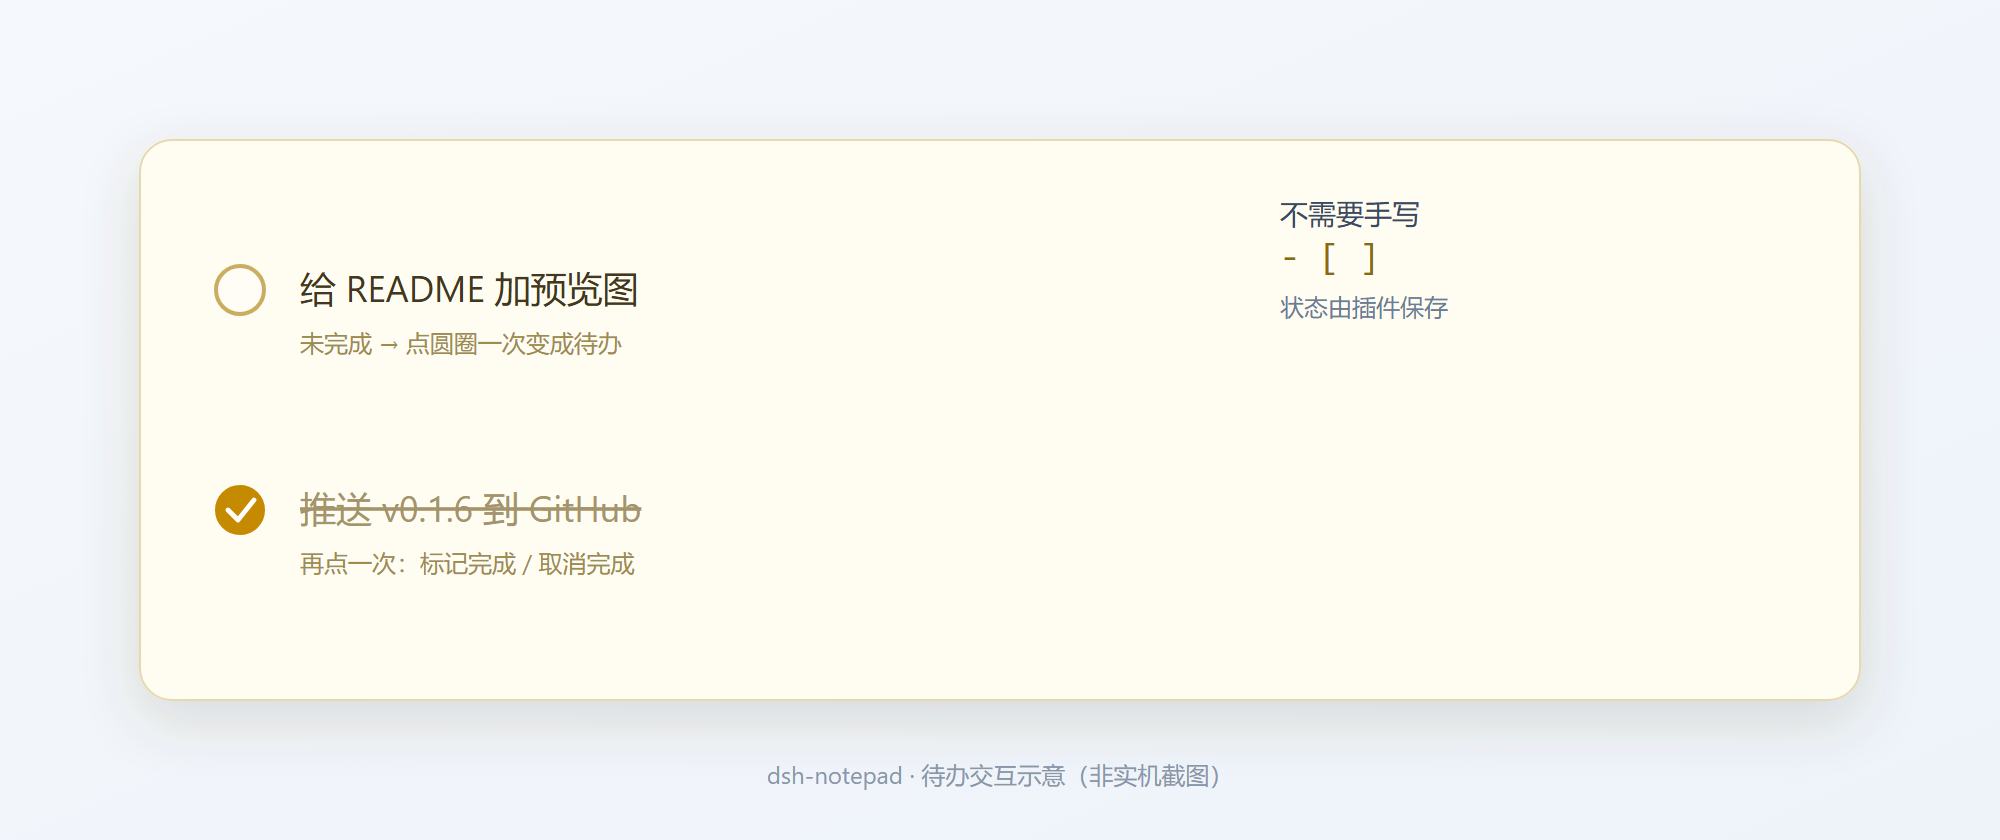 给 README 加预览图
未完成 → 点圆圈一次变成待办
推送 v0.1.6 到 GitHub
再点一次：标记完成 / 取消完成
不需要手写
- [ ]
状态由插件保存
dsh-notepad · 待办交互示意（非实机截图）